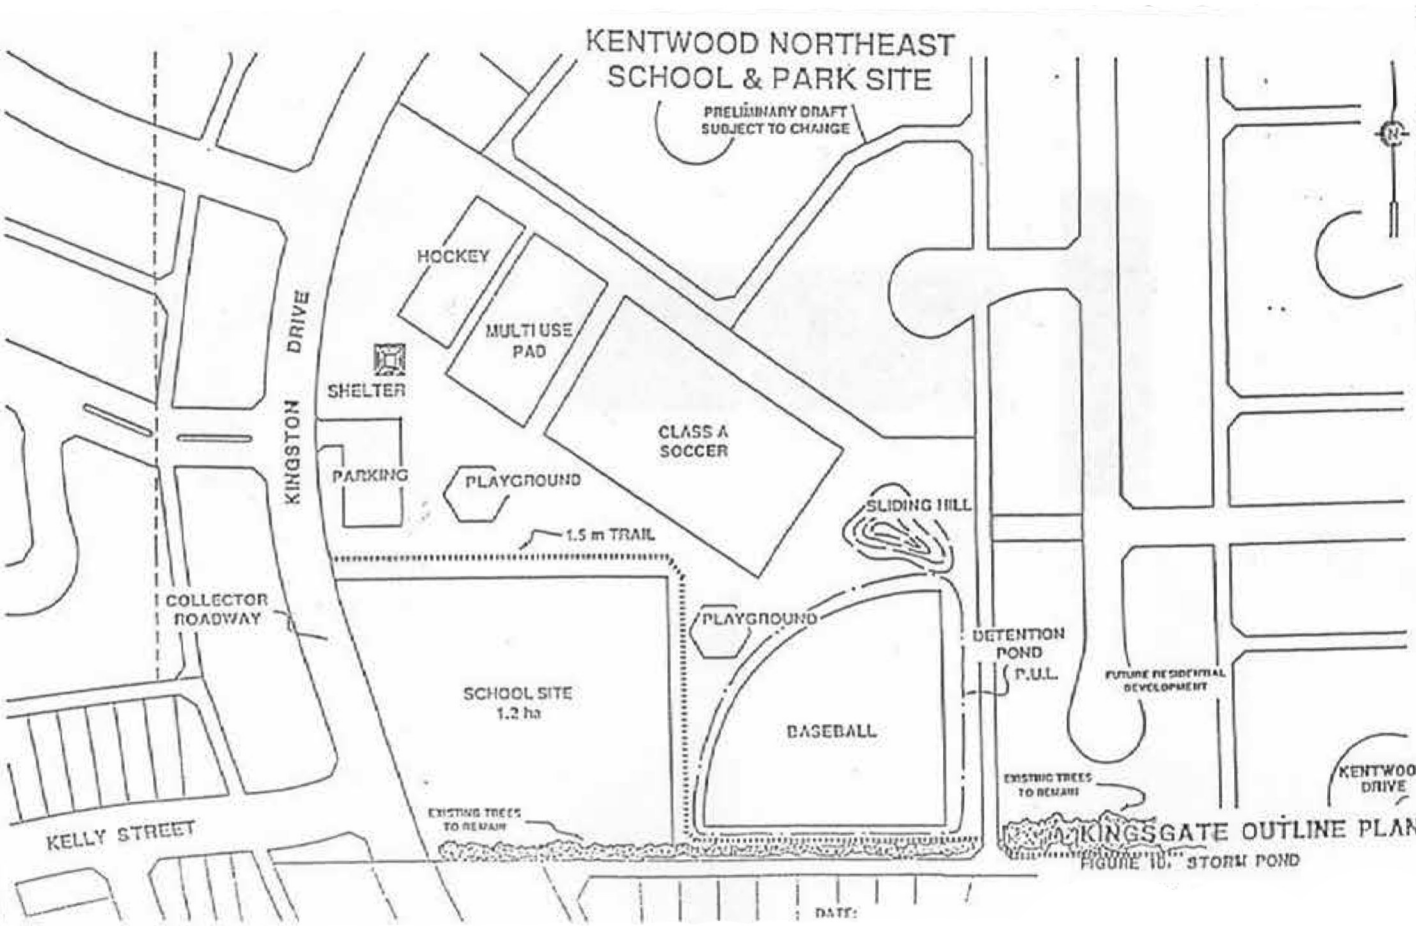 KENTWOOD NORTHEAST
SCHOOL & PARK SITE
PRELIMINARY DRAFT
SUBJECT TO CHANGE
N
HOCKEY
MULTI USE
PAD
KINGSTON DRIVE
SHELTER
CLASS A
SOCCER
PARKING
PLAYGROUND
SLIDING HILL
1.5 m TRAIL
COLLECTOR
ROADWAY
PLAYGROUND
DETENTION
POND
P.U.L.
FUTURE RESIDENTIAL
DEVELOPMENT
SCHOOL SITE
1.2 ha
BASEBALL
KENTWOO
DRIVE
EXISTING TREES
TO REMAIN
EXISTING TREES
TO REMAIN
KELLY STREET
KINGSGATE OUTLINE PLAN
FIGURE STORM POND
DATE: